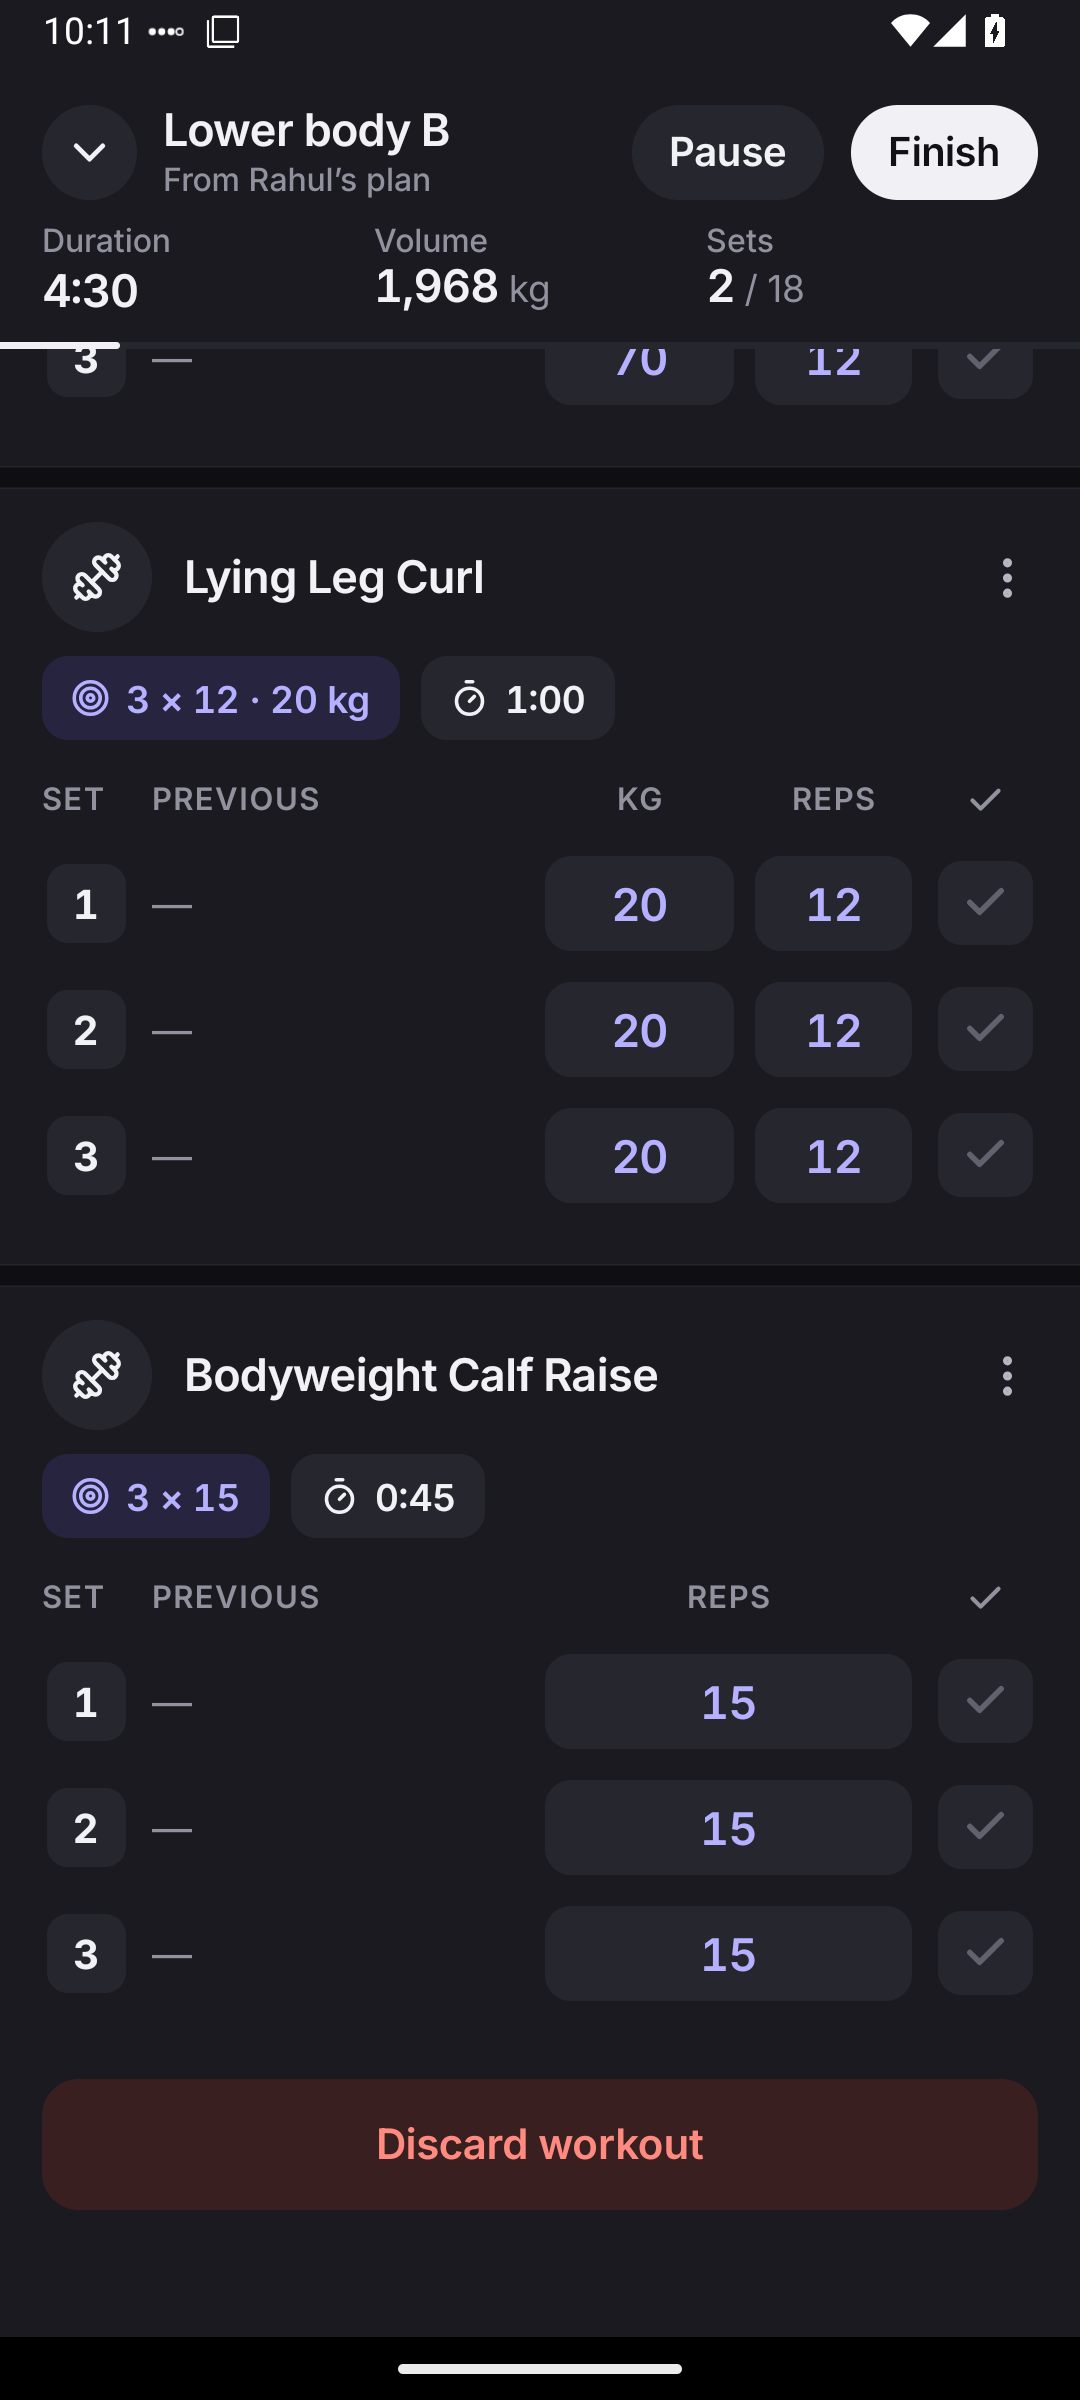 10:11
Lower body B
From Rahul’s plan
Pause
Finish
Duration
Volume
Sets
4:30
1,968 kg
2 / 18
3 — 70 12
Lying Leg Curl
3 × 12 · 20 kg
1:00
SET PREVIOUS KG REPS
1 — 20 12
2 — 20 12
3 — 20 12
Bodyweight Calf Raise
3 × 15
0:45
SET PREVIOUS REPS
1 — 15
2 — 15
3 — 15
Discard workout